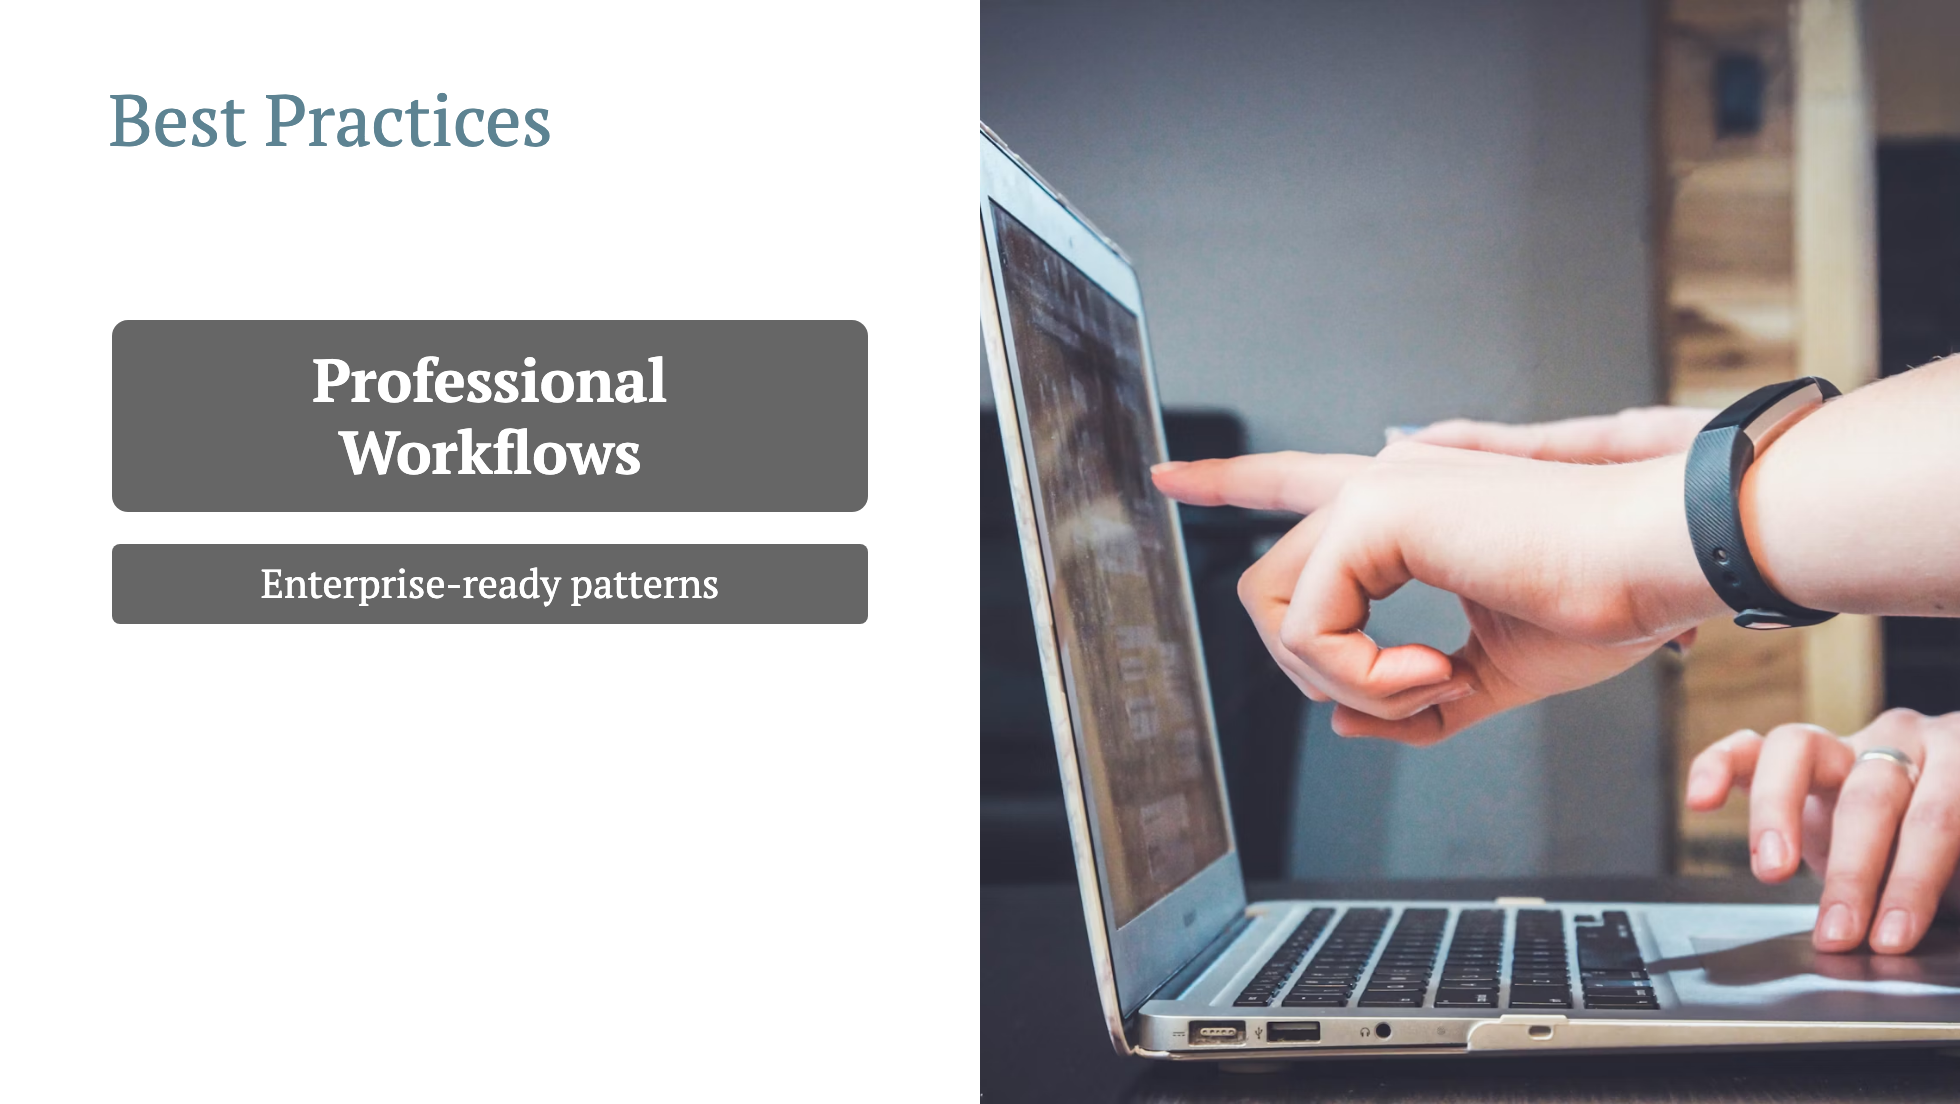 Best Practices
Professional
Workflows
Enterprise-ready patterns